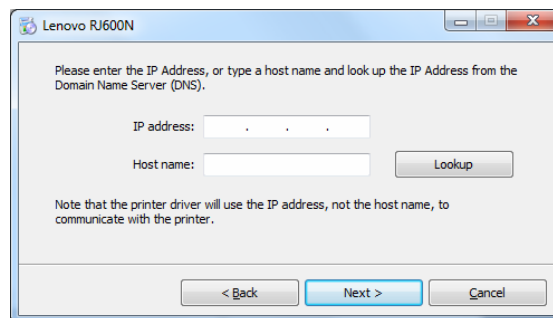 Lenovo RJ600N
Please enter the IP Address, or type a host name and look up the IP Address from the
Domain Name Server (DNS).
IP address: . . .
Host name:
Lookup
Note that the printer driver will use the IP address, not the host name, to
communicate with the printer.
< Back Next > Cancel